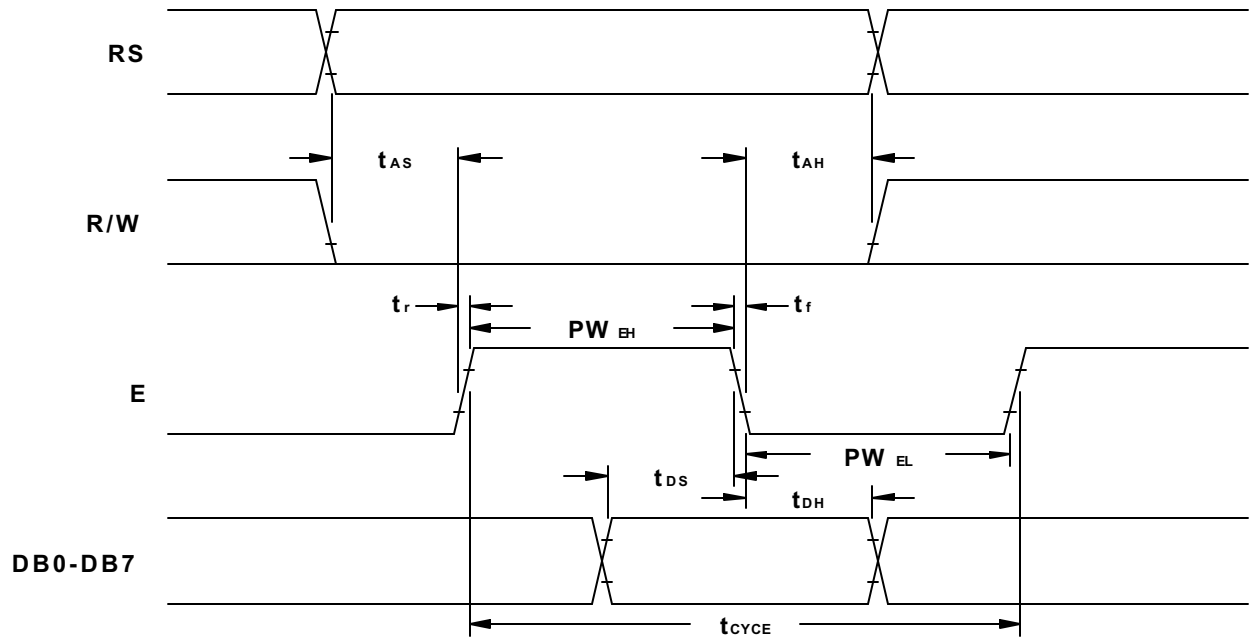 RS
tAS
tAH
R/W
tr
tf
PW EH
E
PW EL
tDS
tDH
DB0-DB7
tCYCE